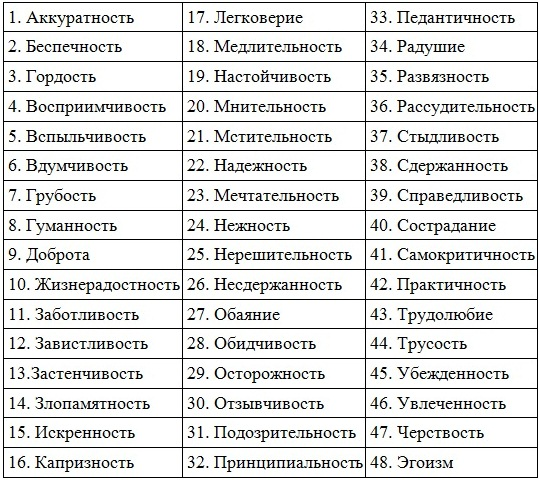 1. Аккуратность
2. Беспечность
3. Гордость
4. Восприимчивость
5. Вспыльчивость
6. Вдумчивость
7. Грубость
8. Гуманность
9. Доброта
10. Жизнерадостность
11. Заботливость
12. Завистливость
13.Застенчивость
14. Злопамятность
15. Искренность
16. Капризность
17. Легковерие
18. Медлительность
19. Настойчивость
20. Мнительность
21. Мстительность
22. Надежность
23. Мечтательность
24. Нежность
25. Нерешительность
26. Несдержанность
27. Обаяние
28. Обидчивость
29. Осторожность
30. Отзывчивость
31. Подозрительность
32. Принципиальность
33. Педантичность
34. Радушие
35. Развязность
36. Рассудительность
37. Стыдливость
38. Сдержанность
39. Справедливость
40. Сострадание
41. Самокритичность
42. Практичность
43. Трудолюбие
44. Трусость
45. Убежденность
46. Увлеченность
47. Черствость
48. Эгоизм